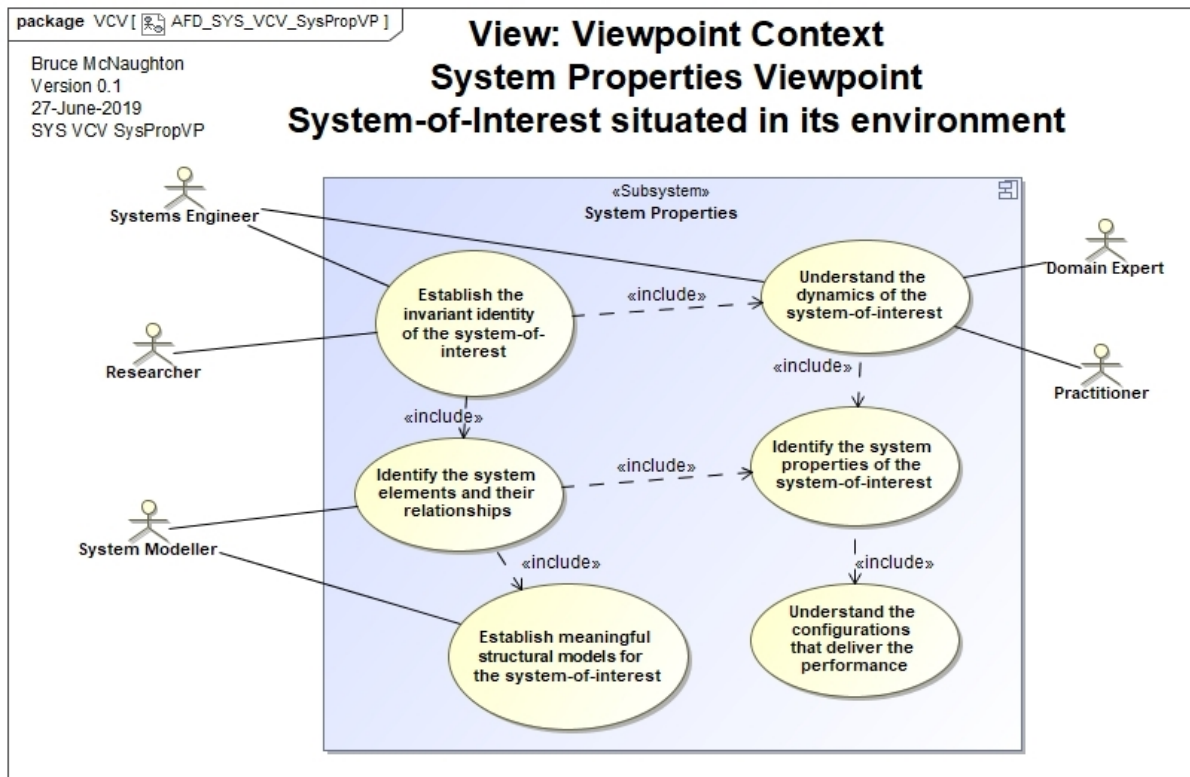 package VCV [ AFD_SYS_VCV_SysPropVP ]
View: Viewpoint Context
System Properties Viewpoint
System-of-Interest situated in its environment
Bruce McNaughton
Version 0.1
27-June-2019
SYS VCV SysPropVP
«Subsystem»
System Properties
Systems Engineer
Researcher
System Modeller
Domain Expert
Practitioner
Establish the
invariant identity
of the system-of-
interest
«include»
Understand the
dynamics of the
system-of-interest
«include»
«include»
Identify the system
elements and their
relationships
«include»
Identify the system
properties of the
system-of-interest
«include»
«include»
Establish meaningful
structural models for
the system-of-interest
Understand the
configurations
that deliver the
performance